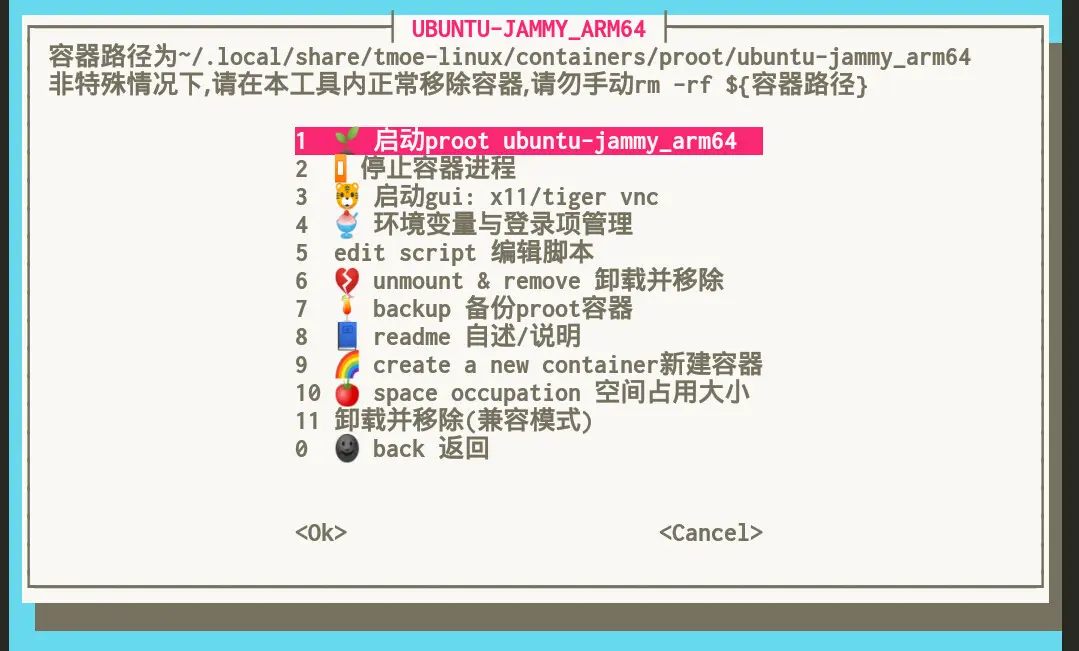 UBUNTU-JAMMY_ARM64
容器路径为~/.local/share/tmoe-linux/containers/proot/ubuntu-jammy_arm64
非特殊情况下,请在本工具内正常移除容器,请勿手动rm -rf ${容器路径}
1 🌱 启动proot ubuntu-jammy_arm64
2 停止容器进程
3 🐯 启动gui: x11/tiger vnc
4 🍧 环境变量与登录项管理
5 edit script 编辑脚本
6 💔 unmount & remove 卸载并移除
7 backup 备份proot容器
8 📘 readme 自述/说明
9 🌈 create a new container新建容器
10 🍅 space occupation 空间占用大小
11 卸载并移除(兼容模式)
0 🌚 back 返回
<Ok> <Cancel>